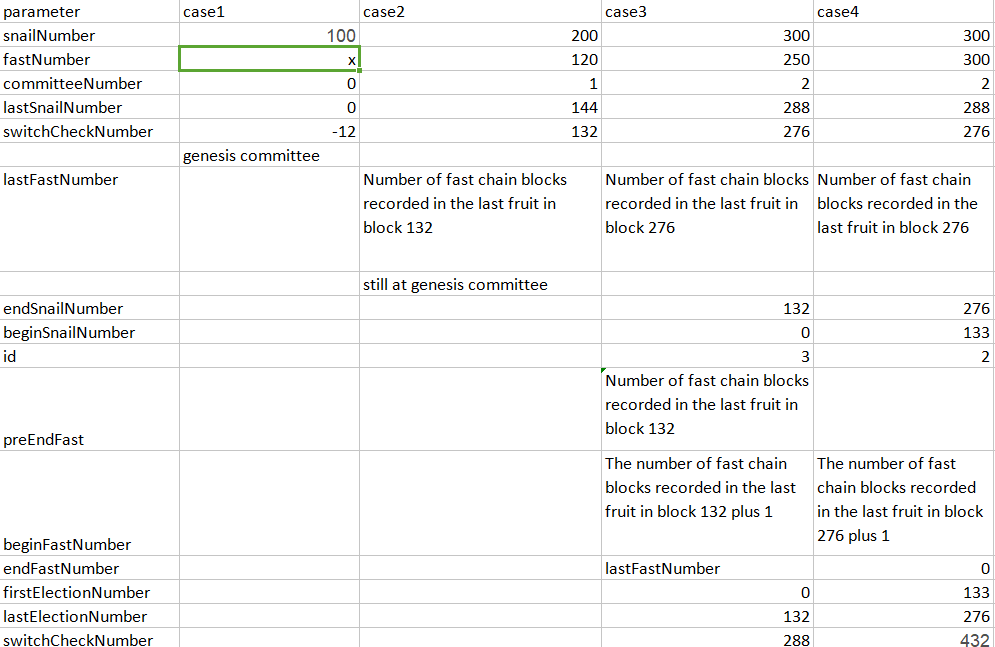 parameter case1 case2 case3 case4
snailNumber 100 200 300 300
fastNumber x 120 250 300
committeeNumber 0 1 2 2
lastSnailNumber 0 144 288 288
switchCheckNumber -12 132 276 276
genesis committee
lastFastNumber Number of fast chain blocks Number of fast chain blocks Number of fast chain
recorded in the last fruit in recorded in the last fruit in blocks recorded in the
block 132 block 276 last fruit in block 276
still at genesis committee
endSnailNumber 132 276
beginSnailNumber 0 133
id 3 2
Number of fast chain blocks
recorded in the last fruit in
block 132
preEndFast
The number of fast chain The number of fast
blocks recorded in the last chain blocks recorded
fruit in block 132 plus 1 in the last fruit in block
276 plus 1
beginFastNumber
endFastNumber lastFastNumber 0
firstElectionNumber 0 133
lastElectionNumber 132 276
switchCheckNumber 288 432